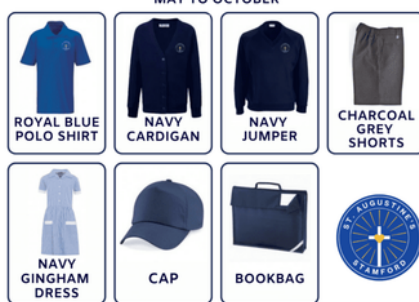 MAY TO OCTOBER
ROYAL BLUE
POLO SHIRT
NAVY
CARDIGAN
NAVY
JUMPER
CHARCOAL
GREY
SHORTS
NAVY
GINGHAM
DRESS
CAP
BOOKBAG
ST. AUGUSTINE'S
STAMFORD